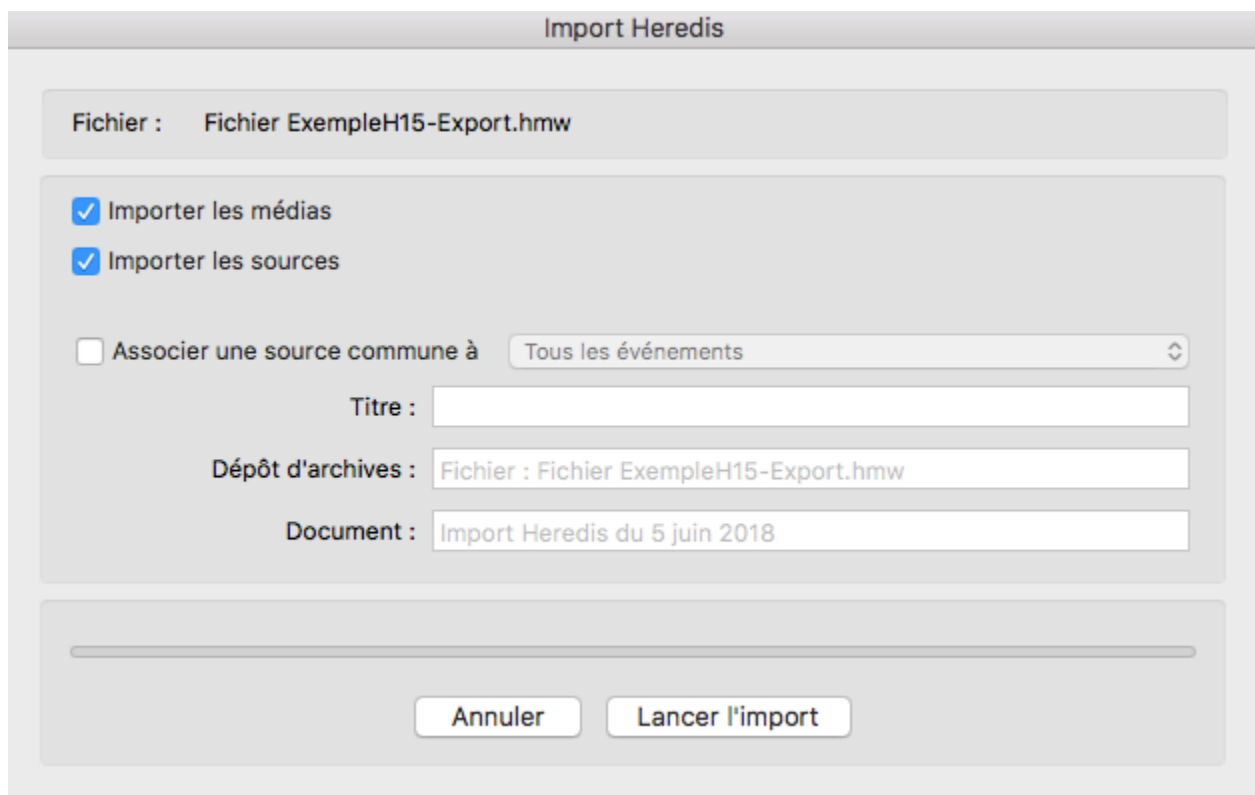 Import Heredis
Fichier : Fichier ExempleH15-Export.hmw
Importer les médias
Importer les sources
Associer une source commune à Tous les événements
Titre :
Dépôt d'archives : Fichier : Fichier ExempleH15-Export.hmw
Document : Import Heredis du 5 juin 2018
Annuler Lancer l'import